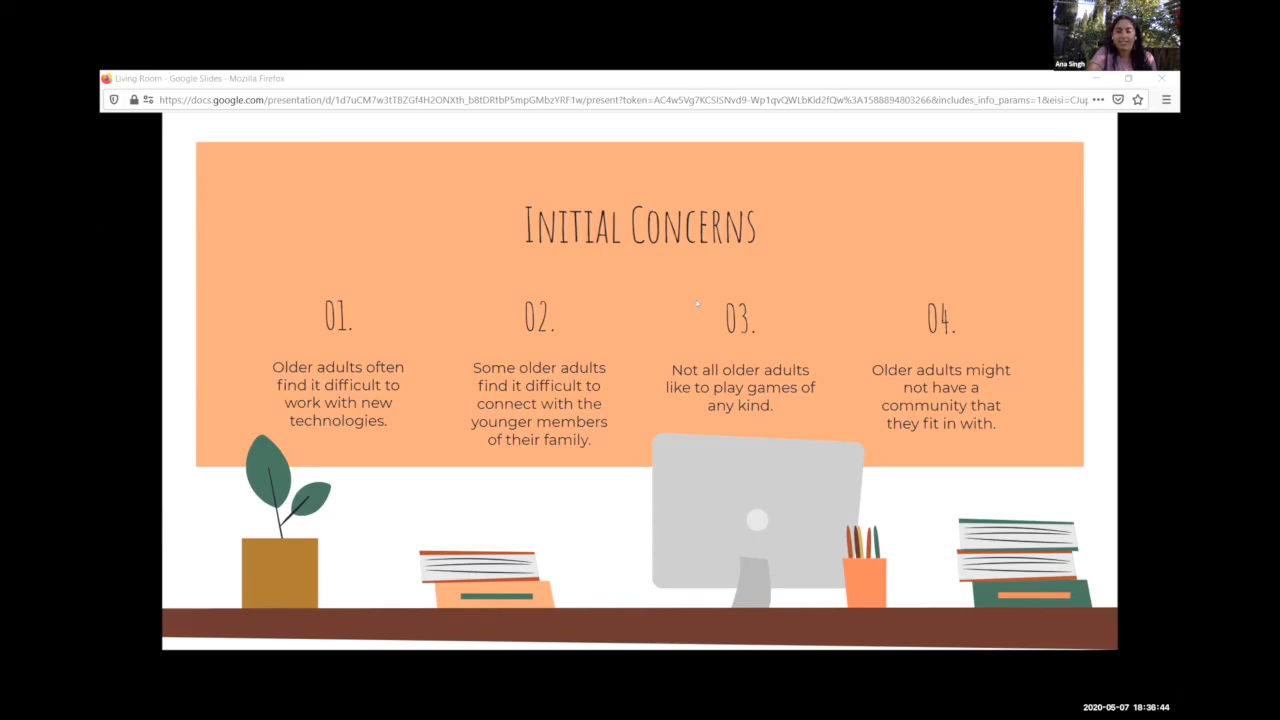 Ana Singh
Living Room - Google Slides - Mozilla Firefox
https://docs.google.com/presentation/d/1d7uCM7w3tTBZGf4H2ONXth_b8tDRtbP5mpGMbzYRF1w/present?token=AC4w5Vg7KCSISNvd9-Wp1qvQWLbKid2fQw%3A1588894803266&includes_info_params=1&eisi=CJup
INITIAL CONCERNS
01.
Older adults often
find it difficult to
work with new
technologies.
02.
Some older adults
find it difficult to
connect with the
younger members
of their family.
03.
Not all older adults
like to play games of
any kind.
04.
Older adults might
not have a
community that
they fit in with.
2020-05-07 18:36:44